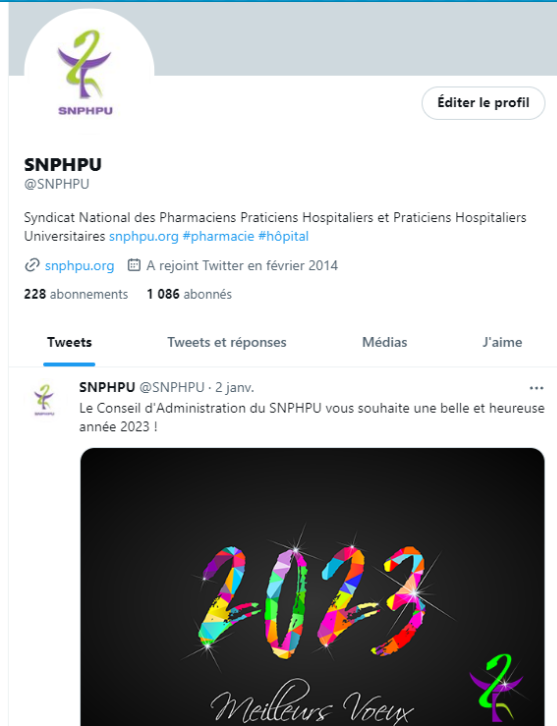 SNPHPU
Éditer le profil
SNPHPU
@SNPHPU
Syndicat National des Pharmaciens Praticiens Hospitaliers et Praticiens Hospitaliers
Universitaires snphpu.org #pharmacie #hôpital
snphpu.org A rejoint Twitter en février 2014
228 abonnements 1 086 abonnés
Tweets Tweets et réponses Médias J'aime
SNPHPU @SNPHPU · 2 janv.
SNPHPU
Le Conseil d'Administration du SNPHPU vous souhaite une belle et heureuse
année 2023 !
2023
Meilleurs Voeux